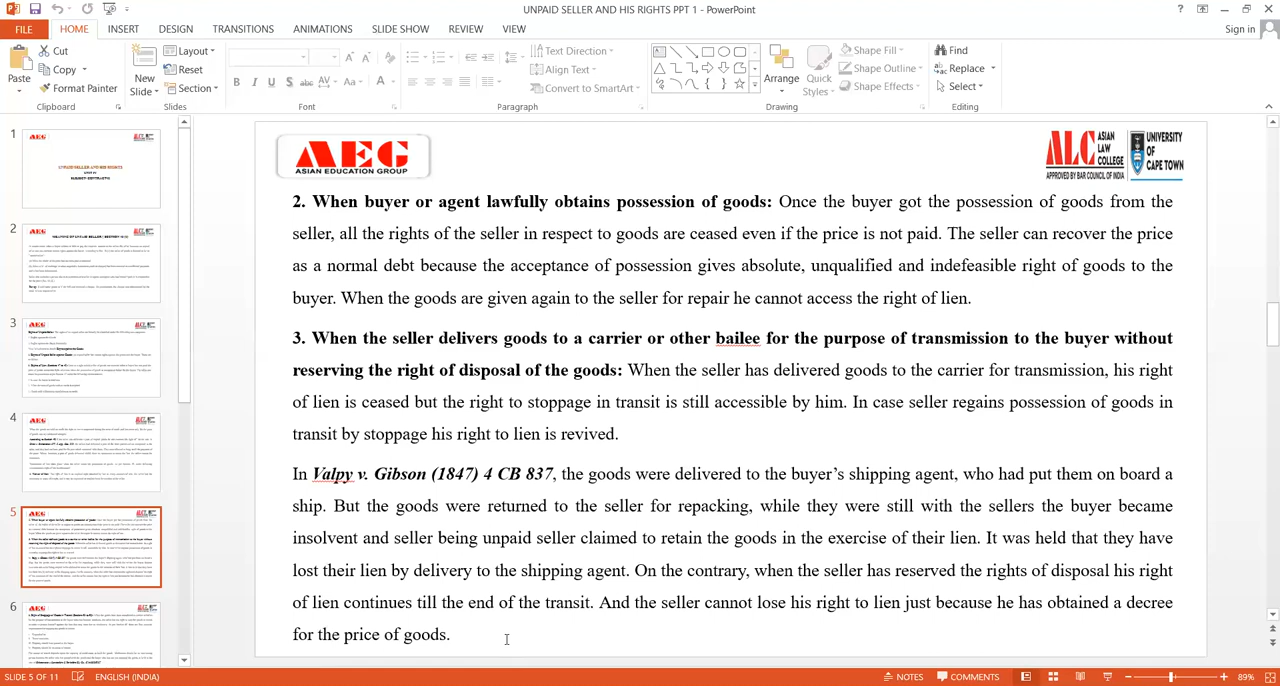 UNPAID SELLER AND HIS RIGHTS PPT 1 - PowerPoint
FILE HOME INSERT DESIGN TRANSITIONS ANIMATIONS SLIDE SHOW REVIEW VIEW Sign in
Paste Cut Copy Format Painter Clipboard
New Slide Layout Reset Section Slides
Font
Text Direction Align Text Convert to SmartArt Paragraph
Arrange Quick Styles Shape Fill Shape Outline Shape Effects Drawing
Find Replace Select Editing
AEG
ASIAN EDUCATION GROUP
ALC ASIAN LAW COLLEGE
APPROVED BY BAR COUNCIL OF INDIA
UNIVERSITY OF CAPE TOWN
2. When buyer or agent lawfully obtains possession of goods: Once the buyer got the possession of goods from the
seller, all the rights of the seller in respect to goods are ceased even if the price is not paid. The seller can recover the price
as a normal debt because the acceptance of possession gives absolute, unqualified and indefeasible right of goods to the
buyer. When the goods are given again to the seller for repair he cannot access the right of lien.
3. When the seller delivers goods to a carrier or other bailee for the purpose of transmission to the buyer without
reserving the right of disposal of the goods: When the seller has delivered goods to the carrier for transmission, his right
of lien is ceased but the right to stoppage in transit is still accessible by him. In case seller regains possession of goods in
transit by stoppage his right to lien is revived.
In Valpy v. Gibson (1847) 4 CB 837, the goods were delivered to the buyer's shipping agent, who had put them on board a
ship. But the goods were returned to the seller for repacking, while they were still with the sellers the buyer became
insolvent and seller being unpaid seller claimed to retain the goods in the exercise of their lien. It was held that they have
lost their lien by delivery to the shipping agent. On the contrary when the seller has reserved the rights of disposal his right
of lien continues till the end of the transit. And the seller cannot lose his right to lien just because he has obtained a decree
for the price of goods.
1
2
3
4
5
6
SLIDE 5 OF 11 ENGLISH (INDIA) NOTES COMMENTS 89%